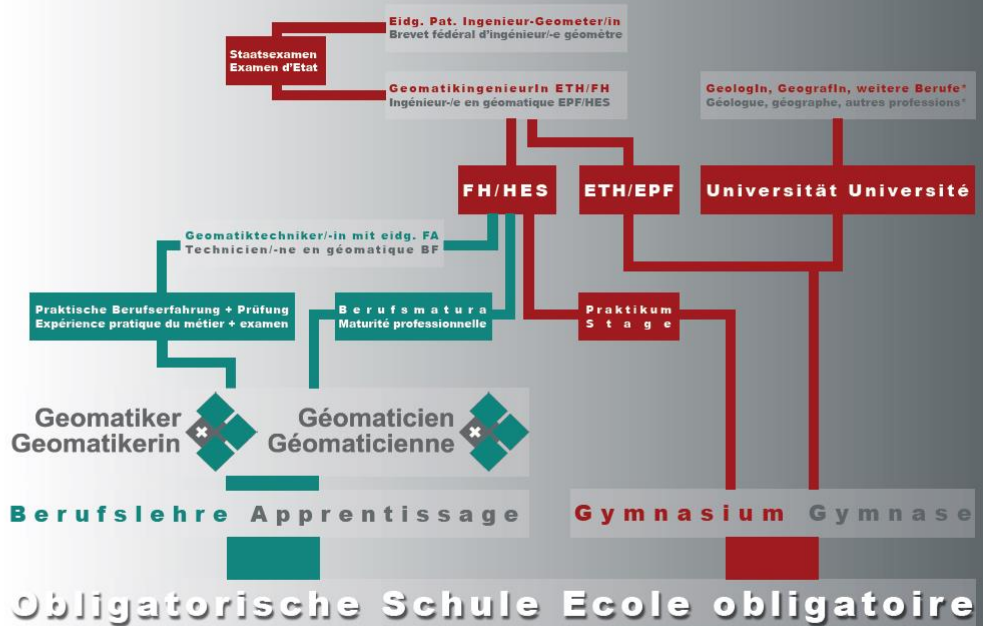 Eidg. Pat. Ingenieur-Geometer/in
Brevet fédéral d'ingénieur/-e géomètre
Staatsexamen
Examen d'Etat
GeomatikingenieurIn ETH/FH
Ingénieur-/e en géomatique EPF/HES
GeologIn, GeografIn, weitere Berufe*
Géologue, géographe, autres professions*
FH/HES
ETH/EPF
Universität Université
Geomatiktechniker/-in mit eidg. FA
Technicien/-ne en géomatique BF
Praktische Berufserfahrung + Prüfung
Expérience pratique du métier + examen
Berufsmatura
Maturité professionnelle
Praktikum
Stage
Geomatiker
Geomatikerin
Géomaticien
Géomaticienne
Berufslehre Apprentissage
Gymnasium Gymnase
Obligatorische Schule Ecole obligatoire